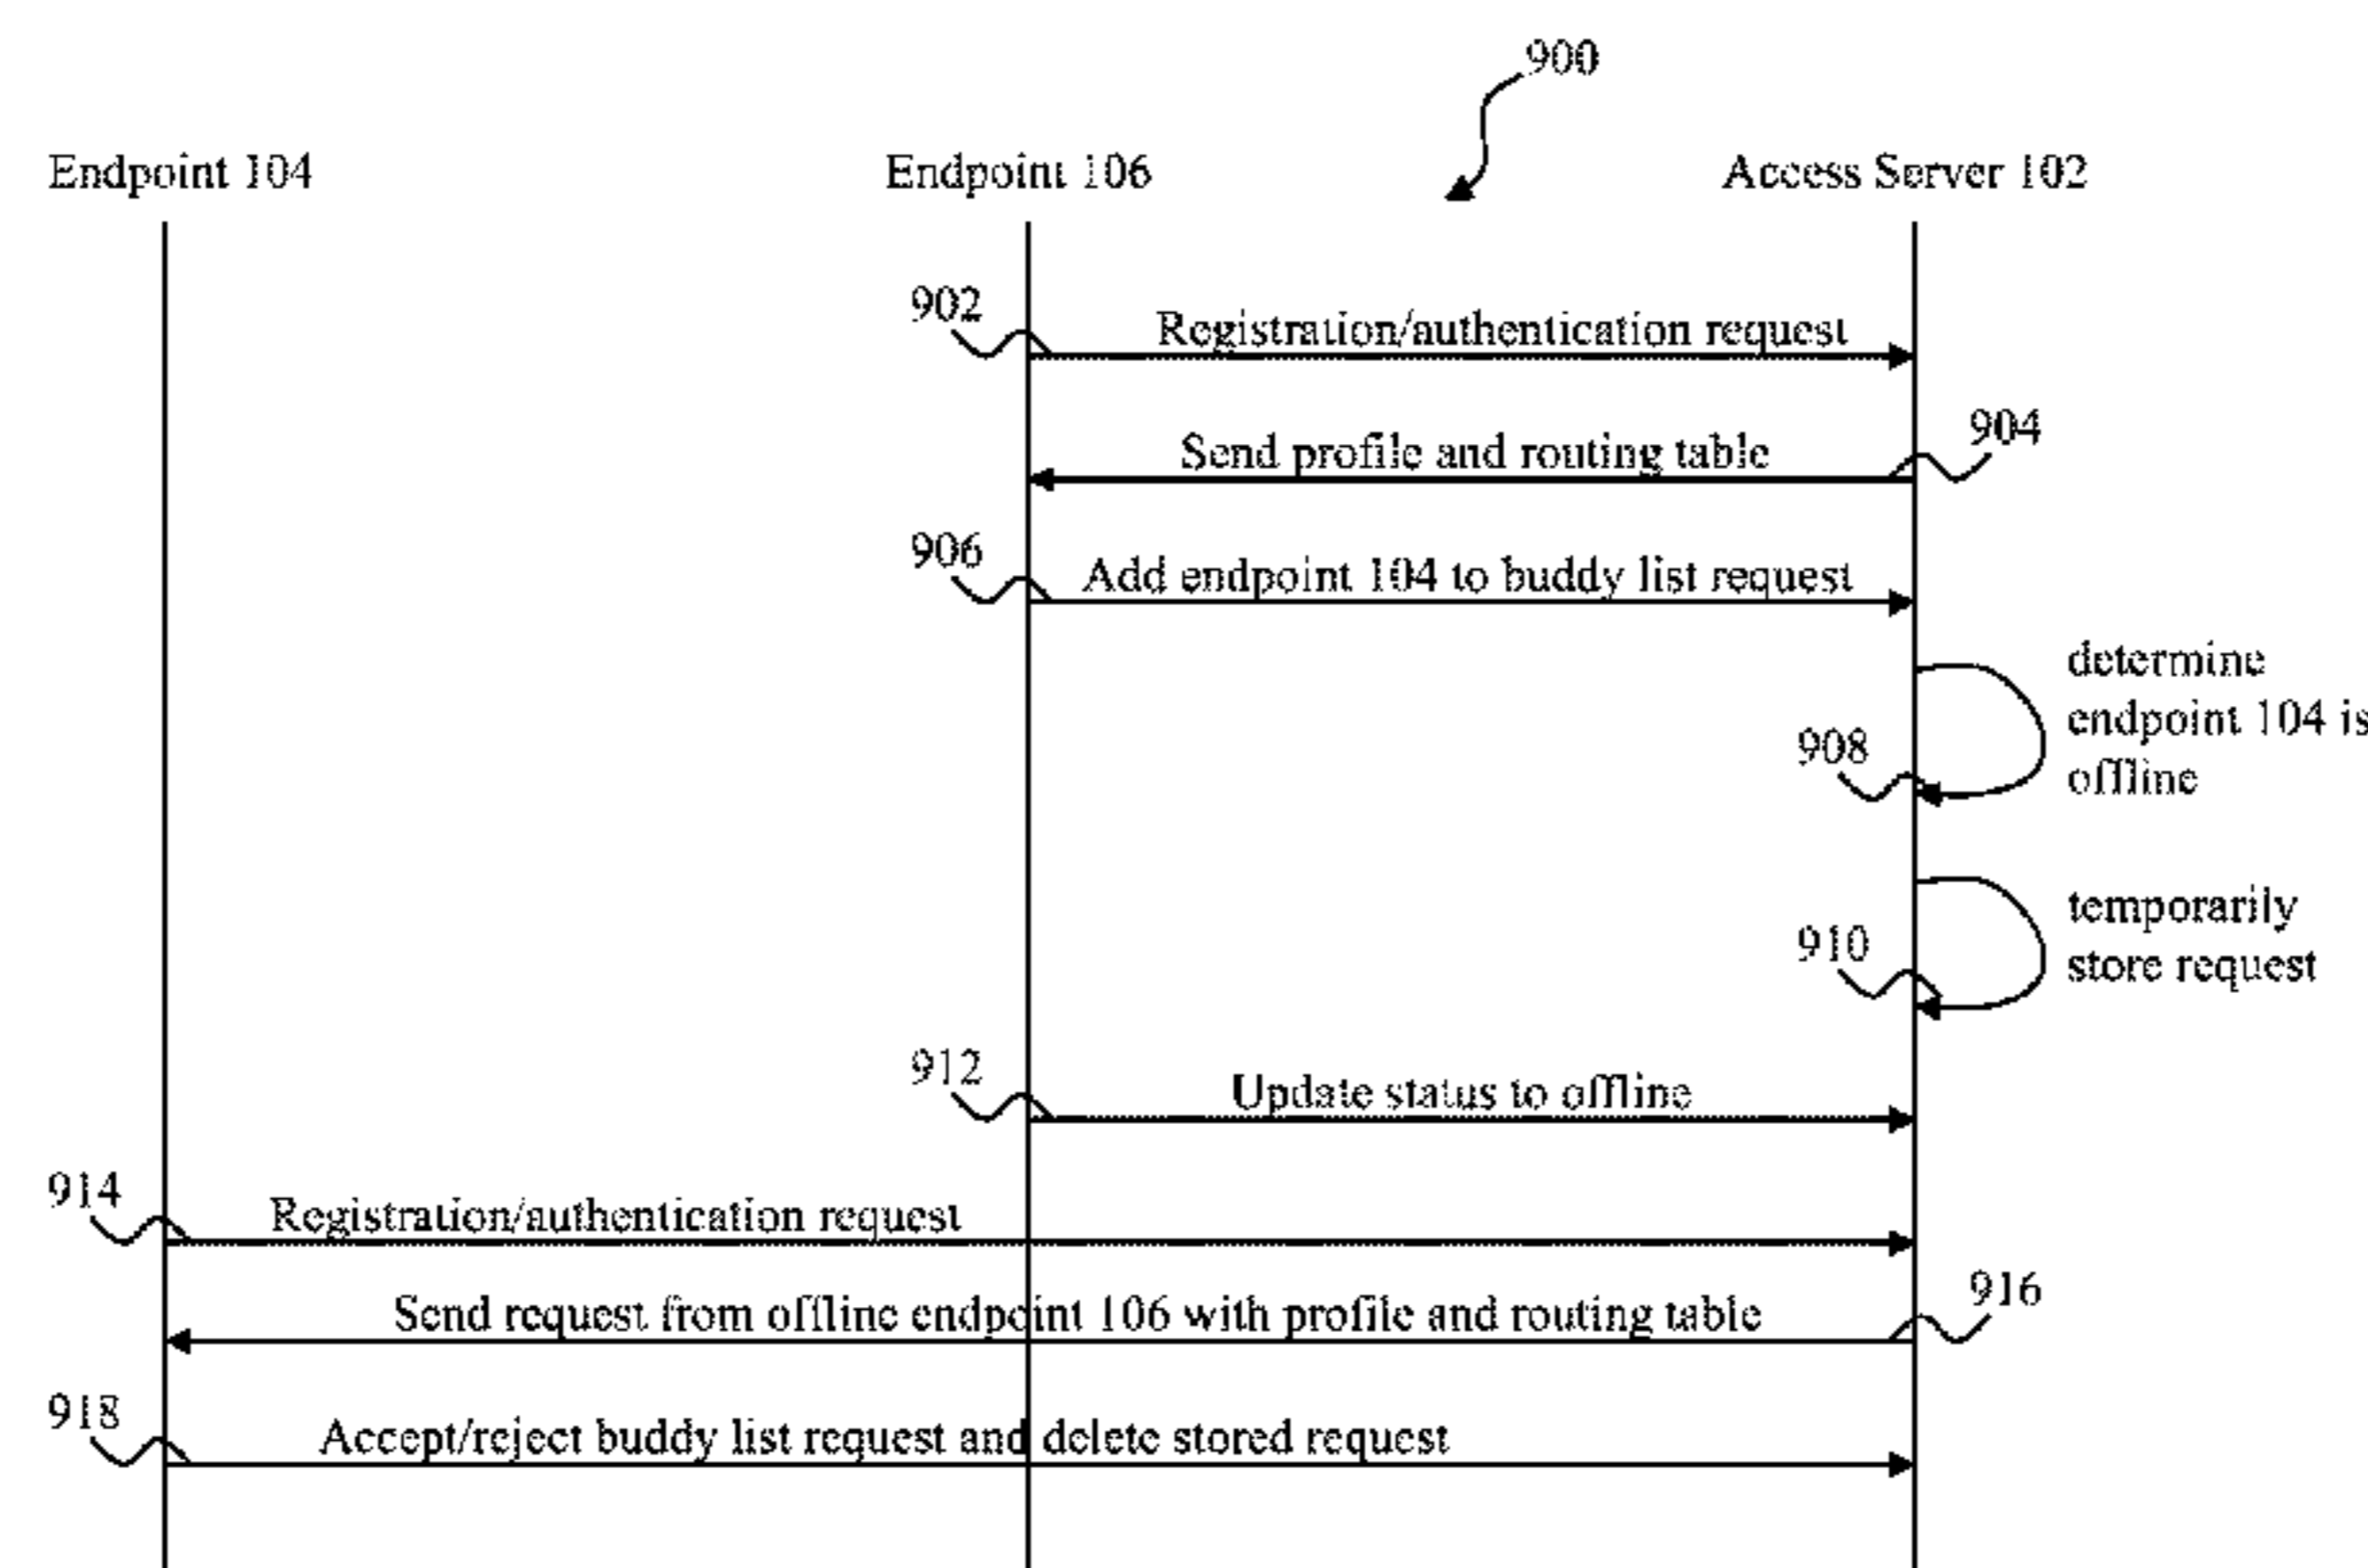 900
Endpoint 104
Endpoint 106
Access Server 102
902
Registration/authentication request
904
Send profile and routing table
906
Add endpoint 104 to buddy list request
determine
endpoint 104 is
offline
908
temporarily
store request
910
912
Update status to offline
914
Registration/authentication request
916
Send request from offline endpoint 106 with profile and routing table
918
Accept/reject buddy list request and delete stored request